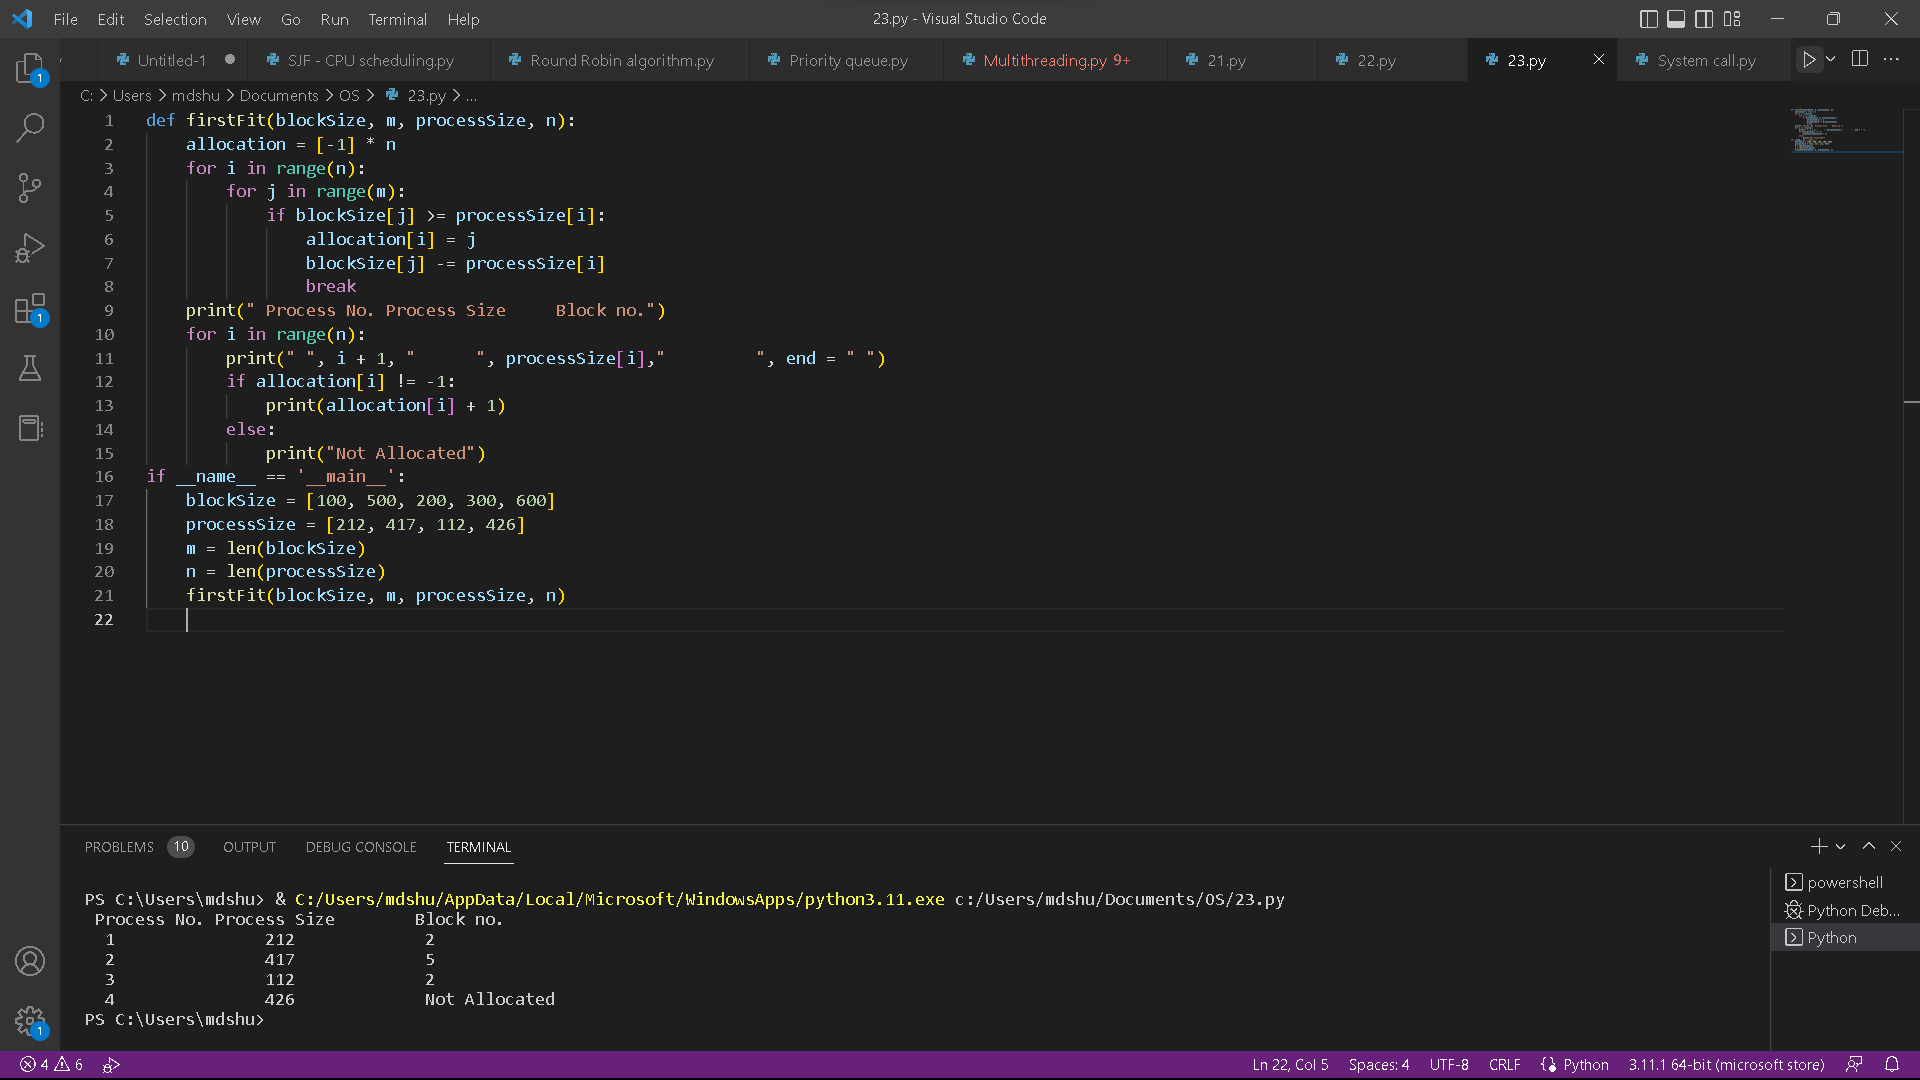 File Edit Selection View Go Run Terminal Help 23.py - Visual Studio Code
Untitled-1 SJF - CPU scheduling.py Round Robin algorithm.py Priority queue.py Multithreading.py 9+ 21.py 22.py 23.py System call.py
C: > Users > mdshu > Documents > OS > 23.py > ...
1 def firstFit(blockSize, m, processSize, n):
2     allocation = [-1] * n
3     for i in range(n):
4         for j in range(m):
5             if blockSize[j] >= processSize[i]:
6                 allocation[i] = j
7                 blockSize[j] -= processSize[i]
8                 break
9     print(" Process No. Process Size     Block no.")
10     for i in range(n):
11         print(" ", i + 1, "      ", processSize[i],"         ", end = " ")
12         if allocation[i] != -1:
13             print(allocation[i] + 1)
14         else:
15             print("Not Allocated")
16 if __name__ == '__main__':
17     blockSize = [100, 500, 200, 300, 600]
18     processSize = [212, 417, 112, 426]
19     m = len(blockSize)
20     n = len(processSize)
21     firstFit(blockSize, m, processSize, n)
22
1
1
1
PROBLEMS 10 OUTPUT DEBUG CONSOLE TERMINAL
PS C:\Users\mdshu> & C:/Users/mdshu/AppData/Local/Microsoft/WindowsApps/python3.11.exe c:/Users/mdshu/Documents/OS/23.py
 Process No. Process Size        Block no.
  1               212             2
  2               417             5
  3               112             2
  4               426             Not Allocated
PS C:\Users\mdshu>
powershell
Python Deb...
Python
4 6 Ln 22, Col 5 Spaces: 4 UTF-8 CRLF Python 3.11.1 64-bit (microsoft store)